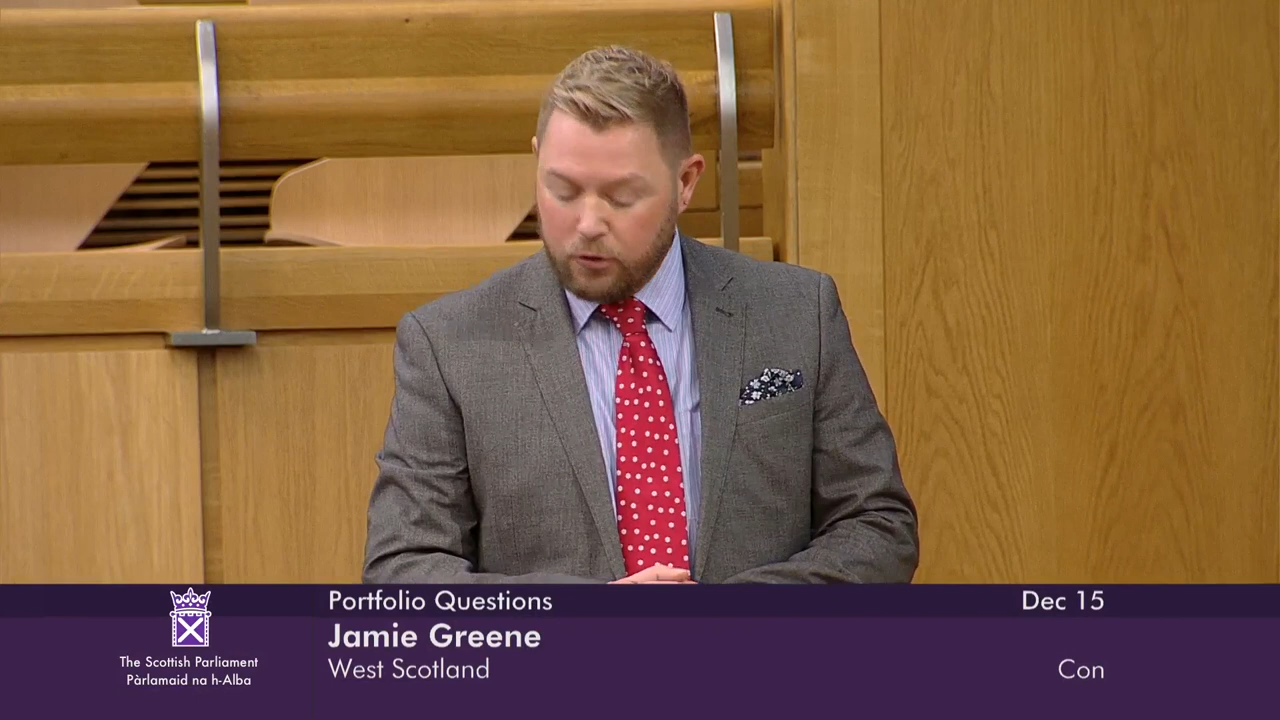 Portfolio Questions
Dec 15
Jamie Greene
West Scotland
Con
The Scottish Parliament
Pàrlamaid na h-Alba